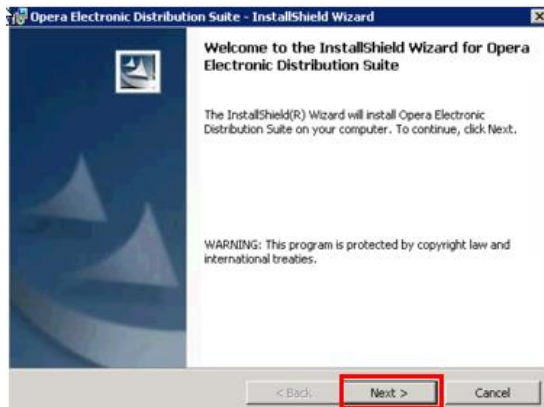 Opera Electronic Distribution Suite - InstallShield Wizard
Welcome to the InstallShield Wizard for Opera
Electronic Distribution Suite
The InstallShield(R) Wizard will install Opera Electronic
Distribution Suite on your computer. To continue, click Next.
WARNING: This program is protected by copyright law and
international treaties.
< Back
Next >
Cancel